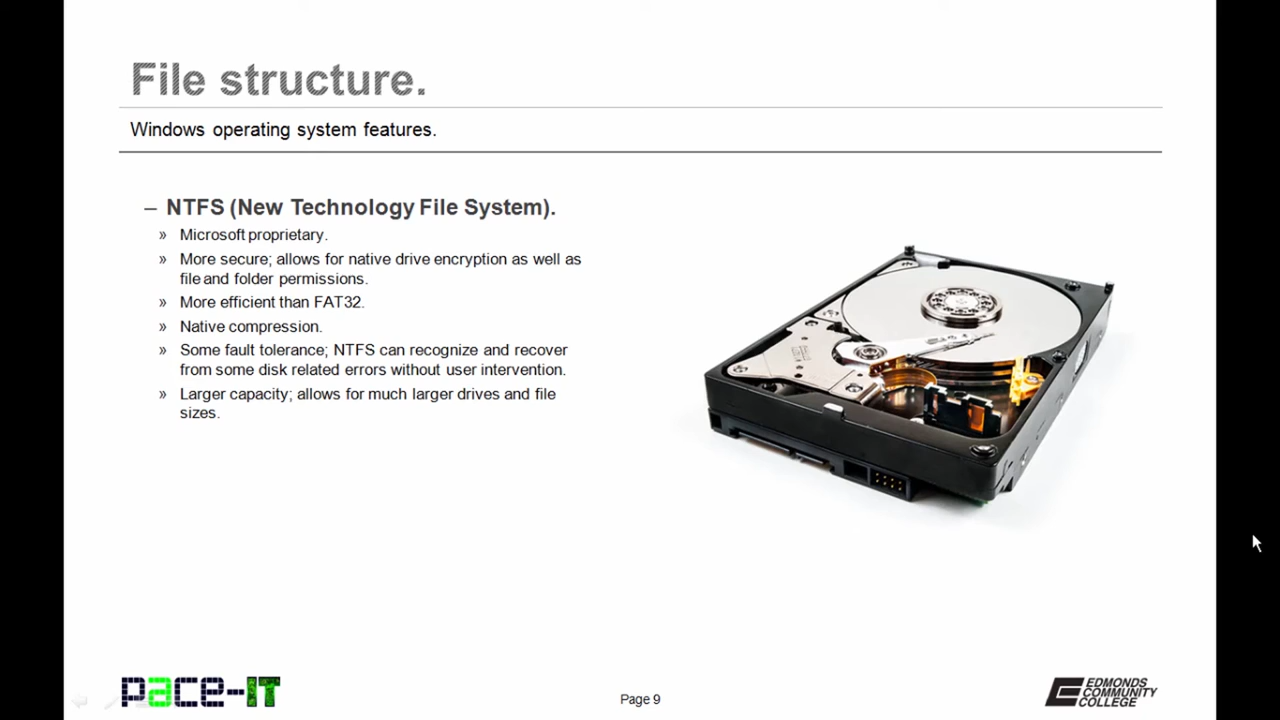 File structure.
Windows operating system features.
– NTFS (New Technology File System).
» Microsoft proprietary.
» More secure; allows for native drive encryption as well as
file and folder permissions.
» More efficient than FAT32.
» Native compression.
» Some fault tolerance; NTFS can recognize and recover
from some disk related errors without user intervention.
» Larger capacity; allows for much larger drives and file
sizes.
pace-IT
Page 9
EDMONDS
COMMUNITY
COLLEGE